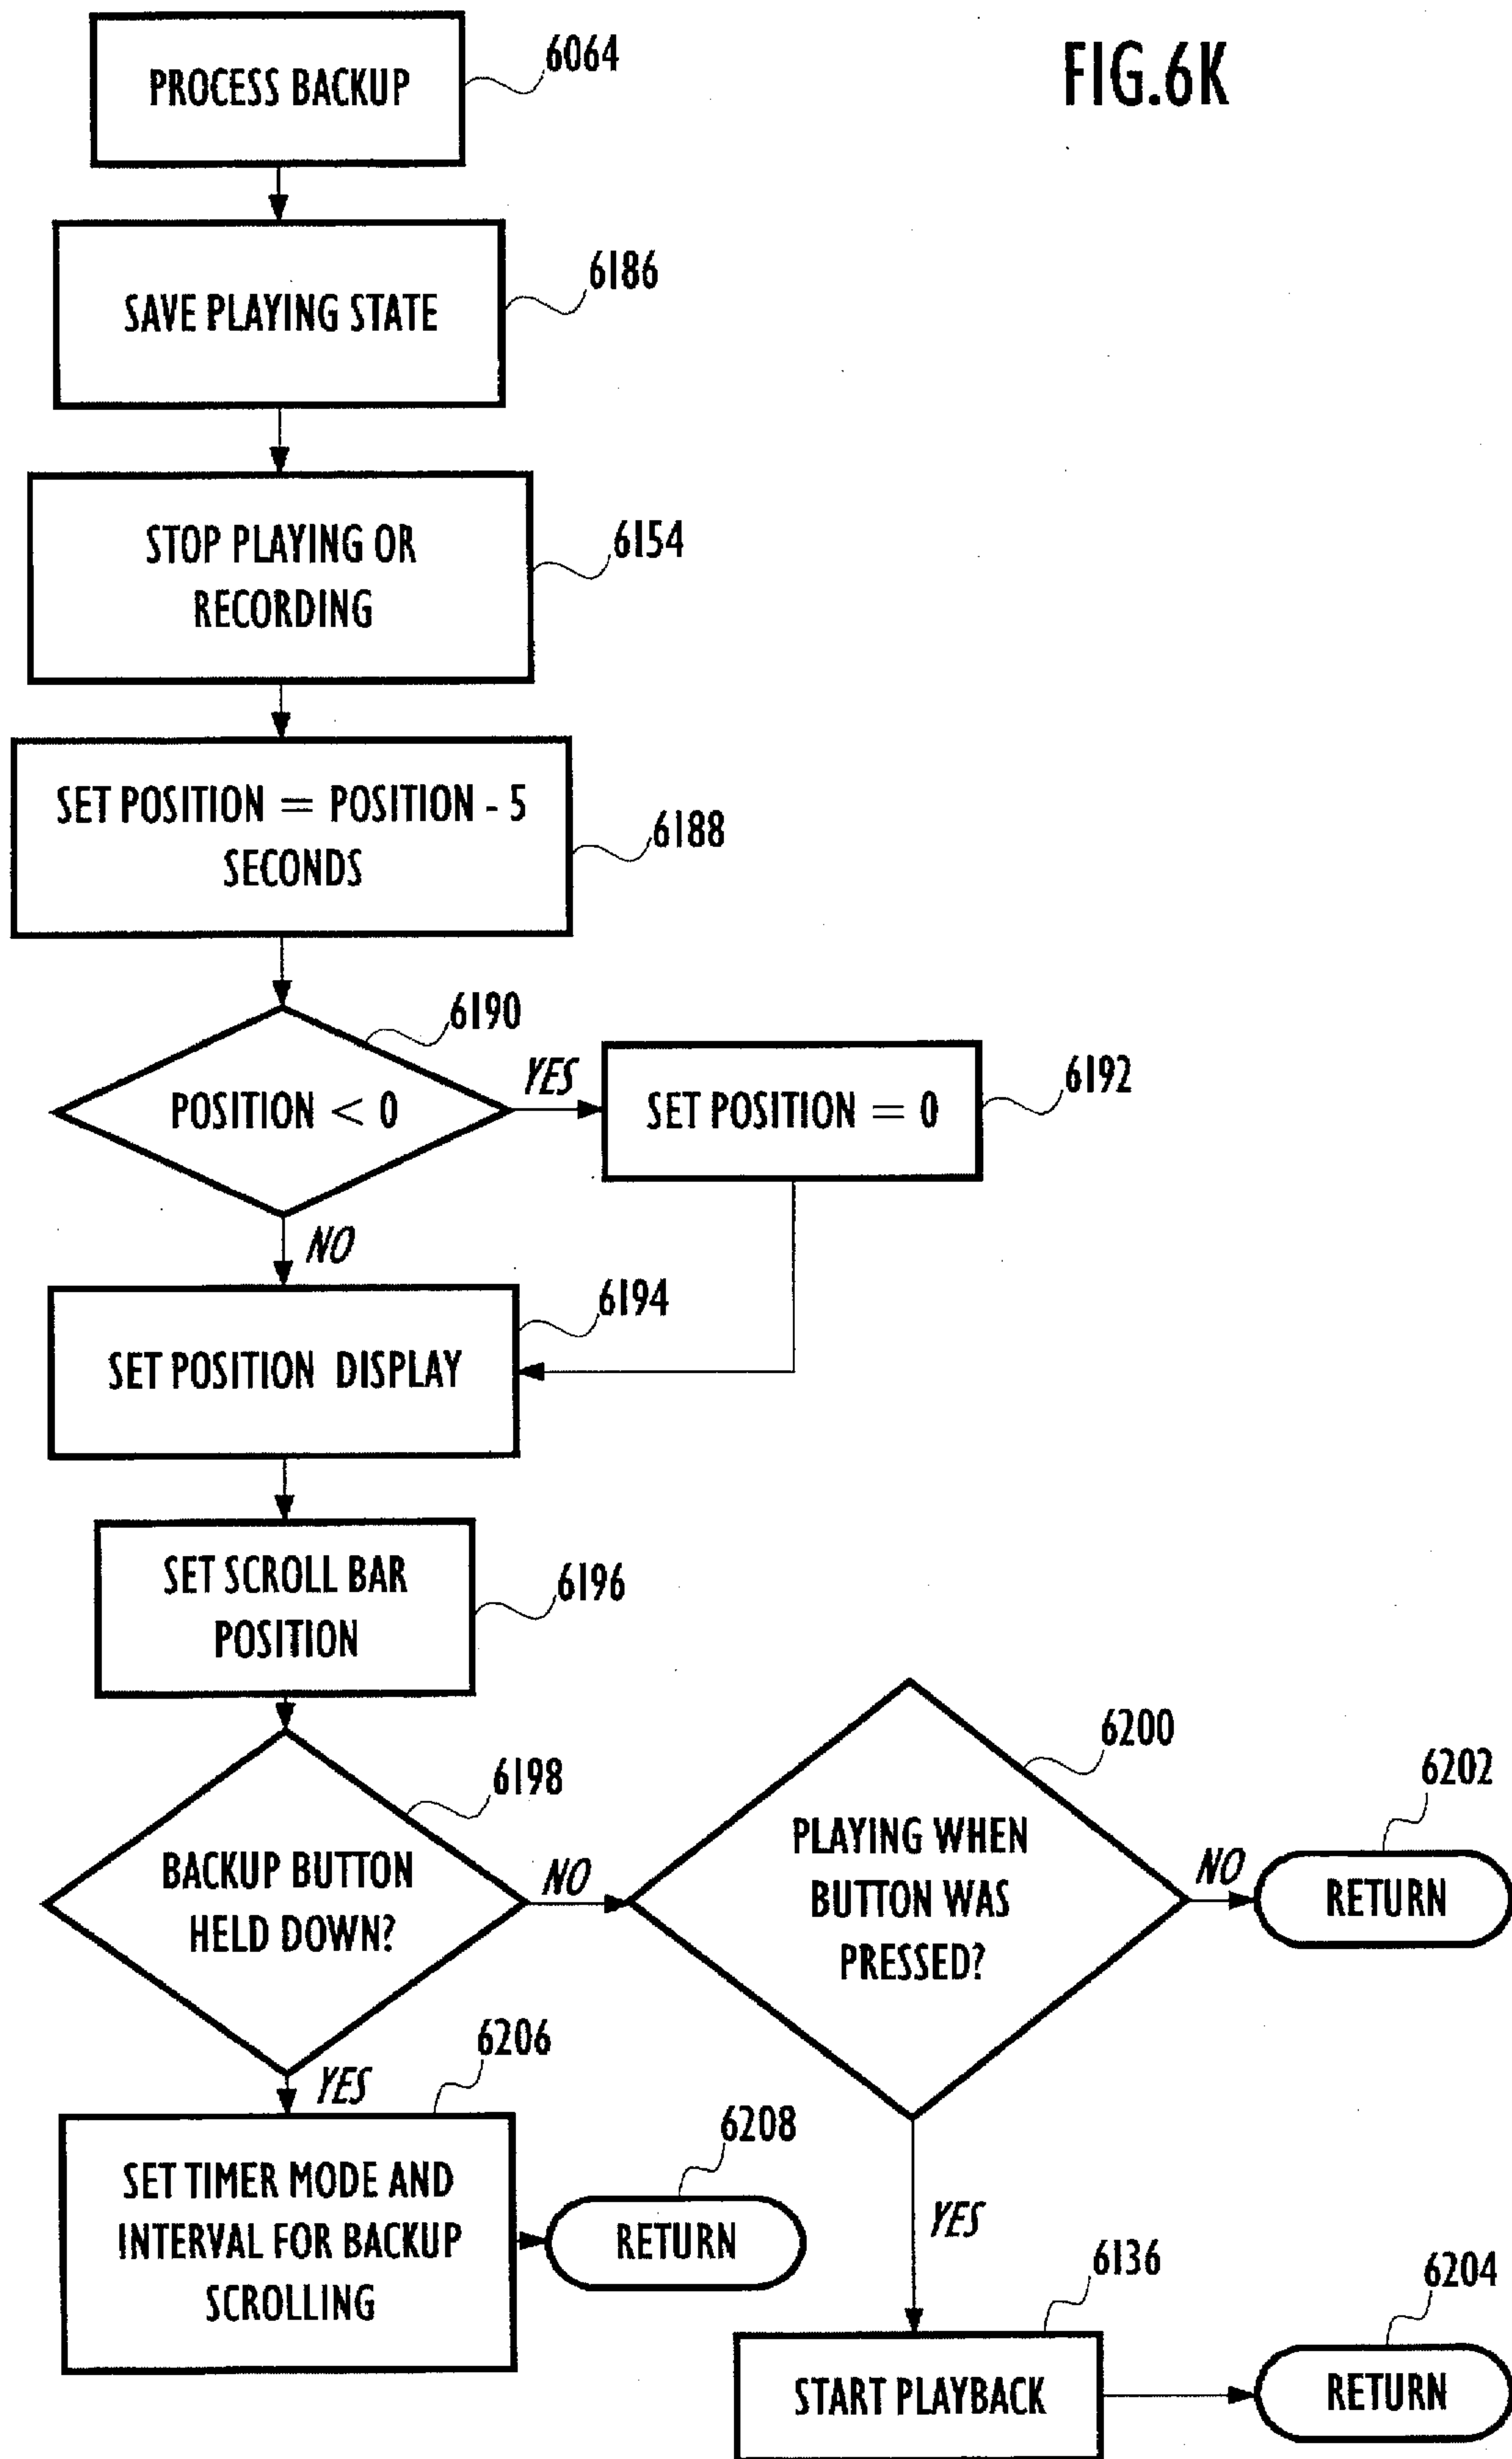 FIG.6K
PROCESS BACKUP
6064
SAVE PLAYING STATE
6186
STOP PLAYING OR
RECORDING
6154
SET POSITION = POSITION - 5
SECONDS
6188
POSITION < 0
6190
YES
SET POSITION = 0
6192
NO
SET POSITION DISPLAY
6194
SET SCROLL BAR
POSITION
6196
BACKUP BUTTON
HELD DOWN?
6198
NO
PLAYING WHEN
BUTTON WAS
PRESSED?
6200
NO
RETURN
6202
YES
SET TIMER MODE AND
INTERVAL FOR BACKUP
SCROLLING
6206
RETURN
6208
YES
START PLAYBACK
6136
RETURN
6204